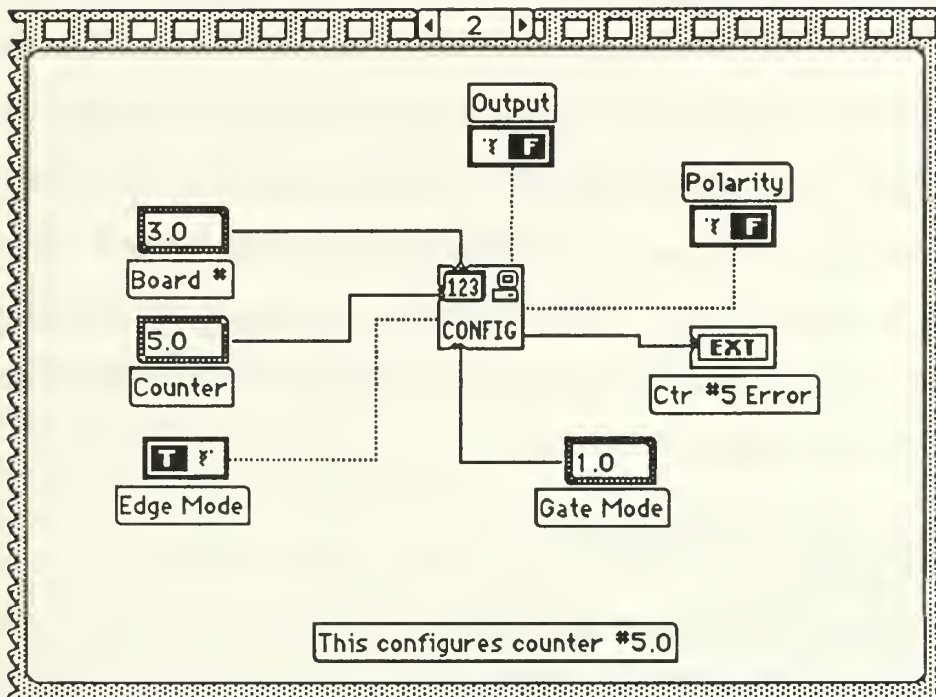 2
Output
F
Polarity
F
3.0
Board #
123
CONFIG
5.0
Counter
EXT
Ctr #5 Error
T
Edge Mode
1.0
Gate Mode
This configures counter #5.0